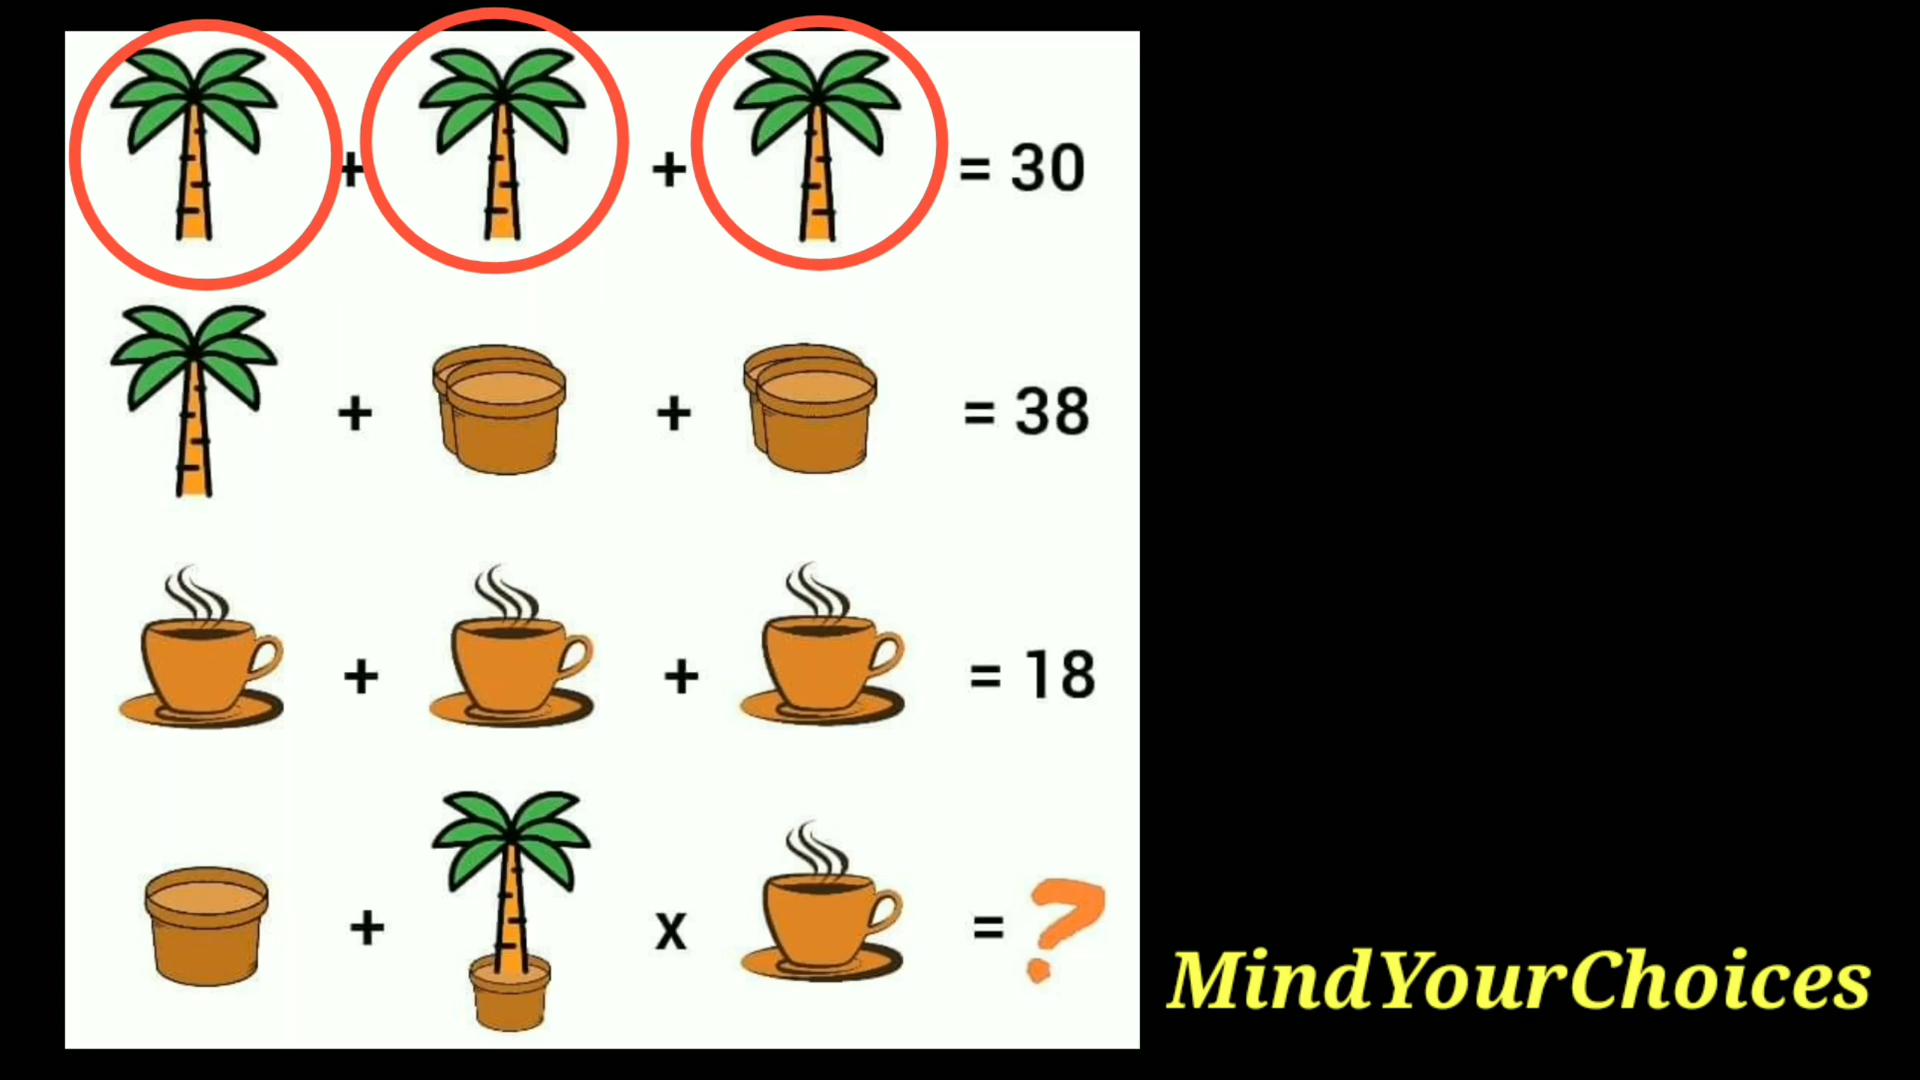 + + = 30
+ + = 38
+ + = 18
+ x = ?
MindYourChoices